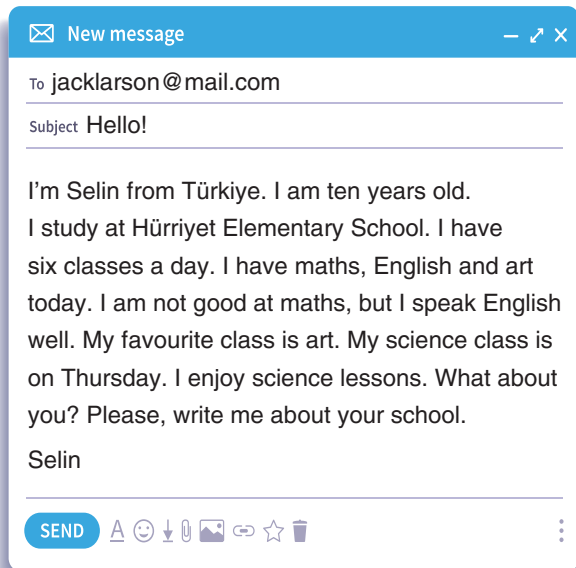 New message
To jacklarson@mail.com
Subject Hello!
I'm Selin from Türkiye. I am ten years old.
I study at Hürriyet Elementary School. I have
six classes a day. I have maths, English and art
today. I am not good at maths, but I speak English
well. My favourite class is art. My science class is
on Thursday. I enjoy science lessons. What about
you? Please, write me about your school.
Selin
SEND A